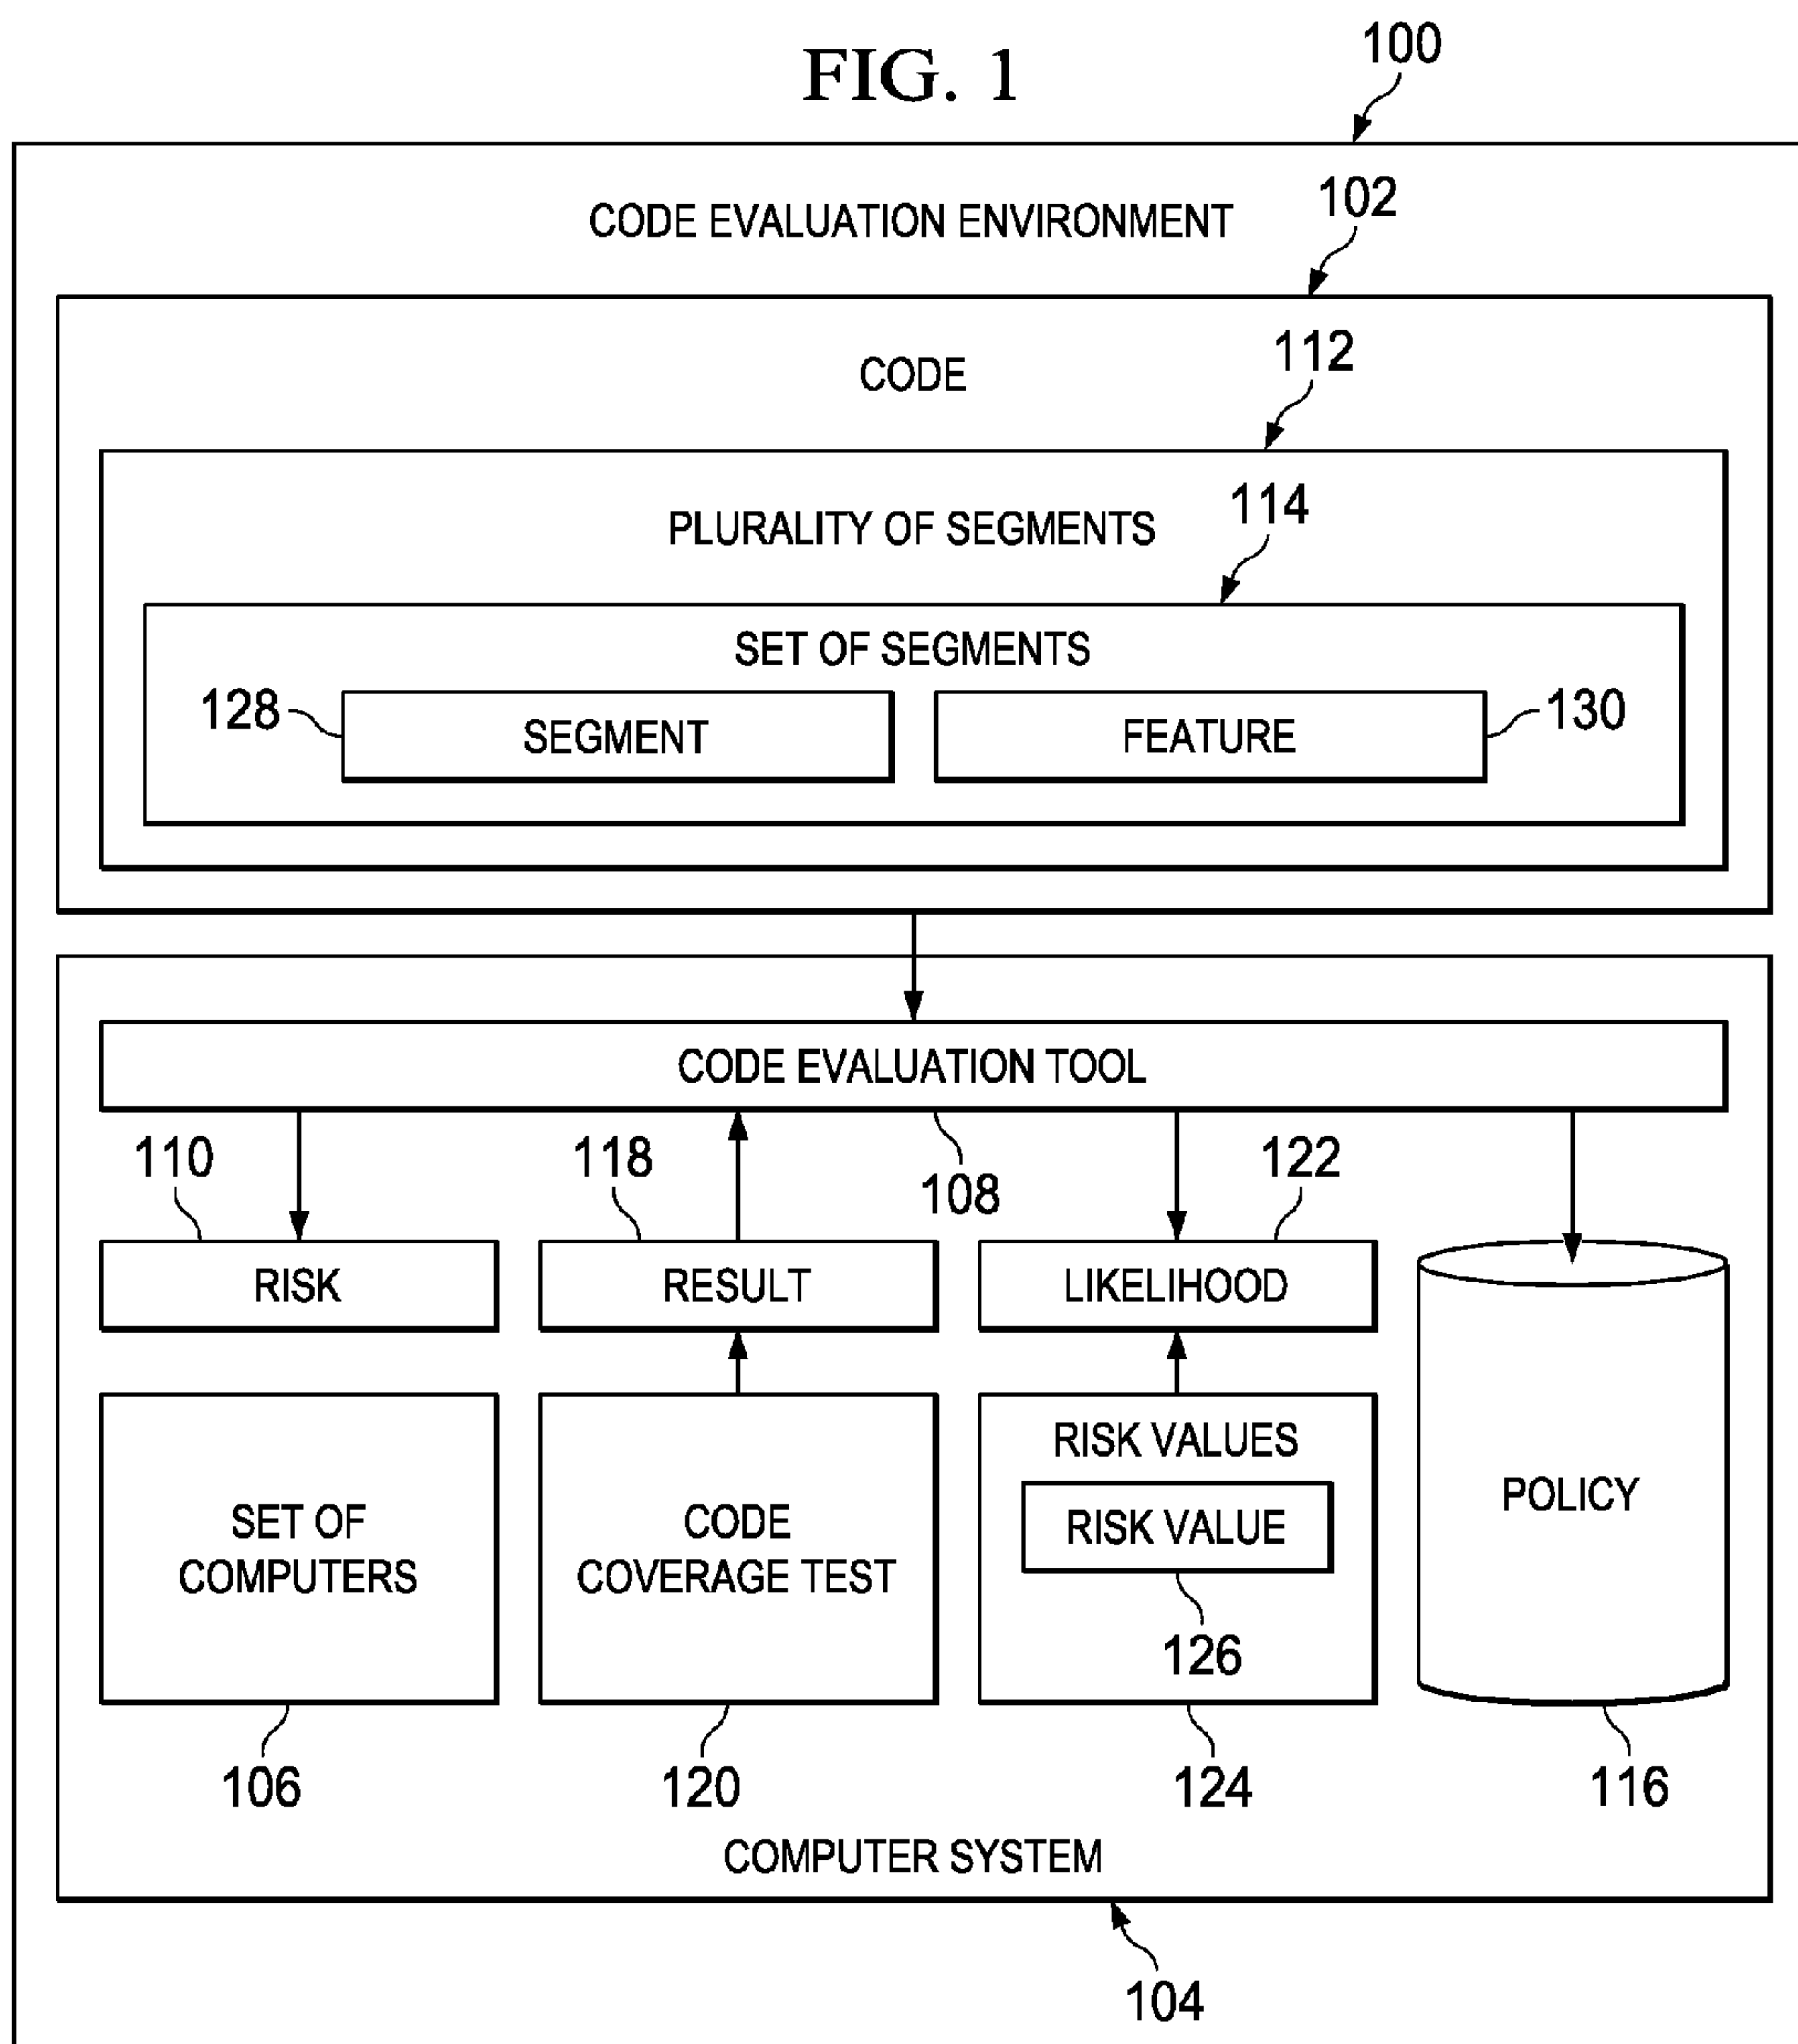 FIG. 1
100
CODE EVALUATION ENVIRONMENT
102
CODE
112
PLURALITY OF SEGMENTS
114
SET OF SEGMENTS
128
SEGMENT
FEATURE
130
CODE EVALUATION TOOL
110
118
108
122
RISK
RESULT
LIKELIHOOD
SET OF
COMPUTERS
CODE
COVERAGE TEST
RISK VALUES
RISK VALUE
126
POLICY
106
120
124
116
COMPUTER SYSTEM
104